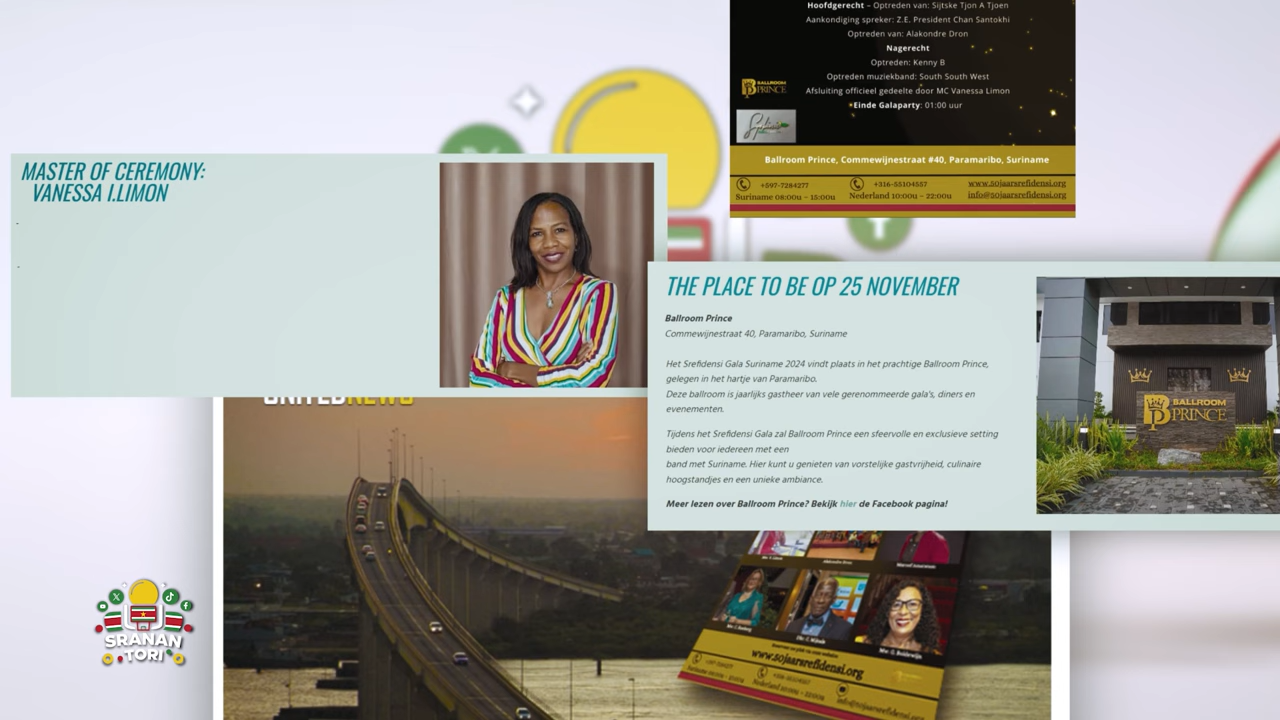 Hoofdgerecht – Optreden van: Sijtske Tjon A Tjoen
Aankondiging spreker: Z.E. President Chan Santokhi
Optreden van: Alakondre Dron
Nagerecht
Optreden: Kenny B
Optreden muziekband: South South West
Afsluiting officieel gedeelte door MC Vanessa Limon
Einde Galaparty: 01:00 uur
BALLROOM
PRINCE
Ballroom Prince, Commewijnestraat #40, Paramaribo, Suriname
+597-7284277
Suriname 08:00u – 15:00u
+316-55104557
Nederland 10:00u – 22:00u
www.50jaarsrefidensi.org
info@50jaarsrefidensi.org
MASTER OF CEREMONY:
VANESSA I.LIMON
THE PLACE TO BE OP 25 NOVEMBER
Ballroom Prince
Commewijnestraat 40, Paramaribo, Suriname
Het Srefidensi Gala Suriname 2024 vindt plaats in het prachtige Ballroom Prince,
gelegen in het hartje van Paramaribo.
Deze ballroom is jaarlijks gastheer van vele gerenommeerde gala's, diners en
evenementen.
Tijdens het Srefidensi Gala zal Ballroom Prince een sfeervolle en exclusieve setting
bieden voor iedereen met een
band met Suriname. Hier kunt u genieten van vorstelijke gastvrijheid, culinaire
hoogstandjes en een unieke ambiance.
Meer lezen over Ballroom Prince? Bekijk hier de Facebook pagina!
BALLROOM
PRINCE
UNITEDNEWS
www.50jaarsrefidensi.org
SRANAN
TORI